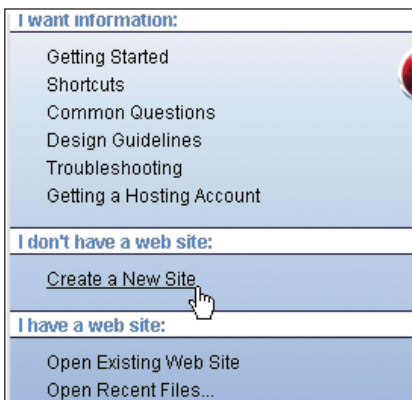 I want information:
Getting Started
Shortcuts
Common Questions
Design Guidelines
Troubleshooting
Getting a Hosting Account
I don't have a web site:
Create a New Site
I have a web site:
Open Existing Web Site
Open Recent Files...